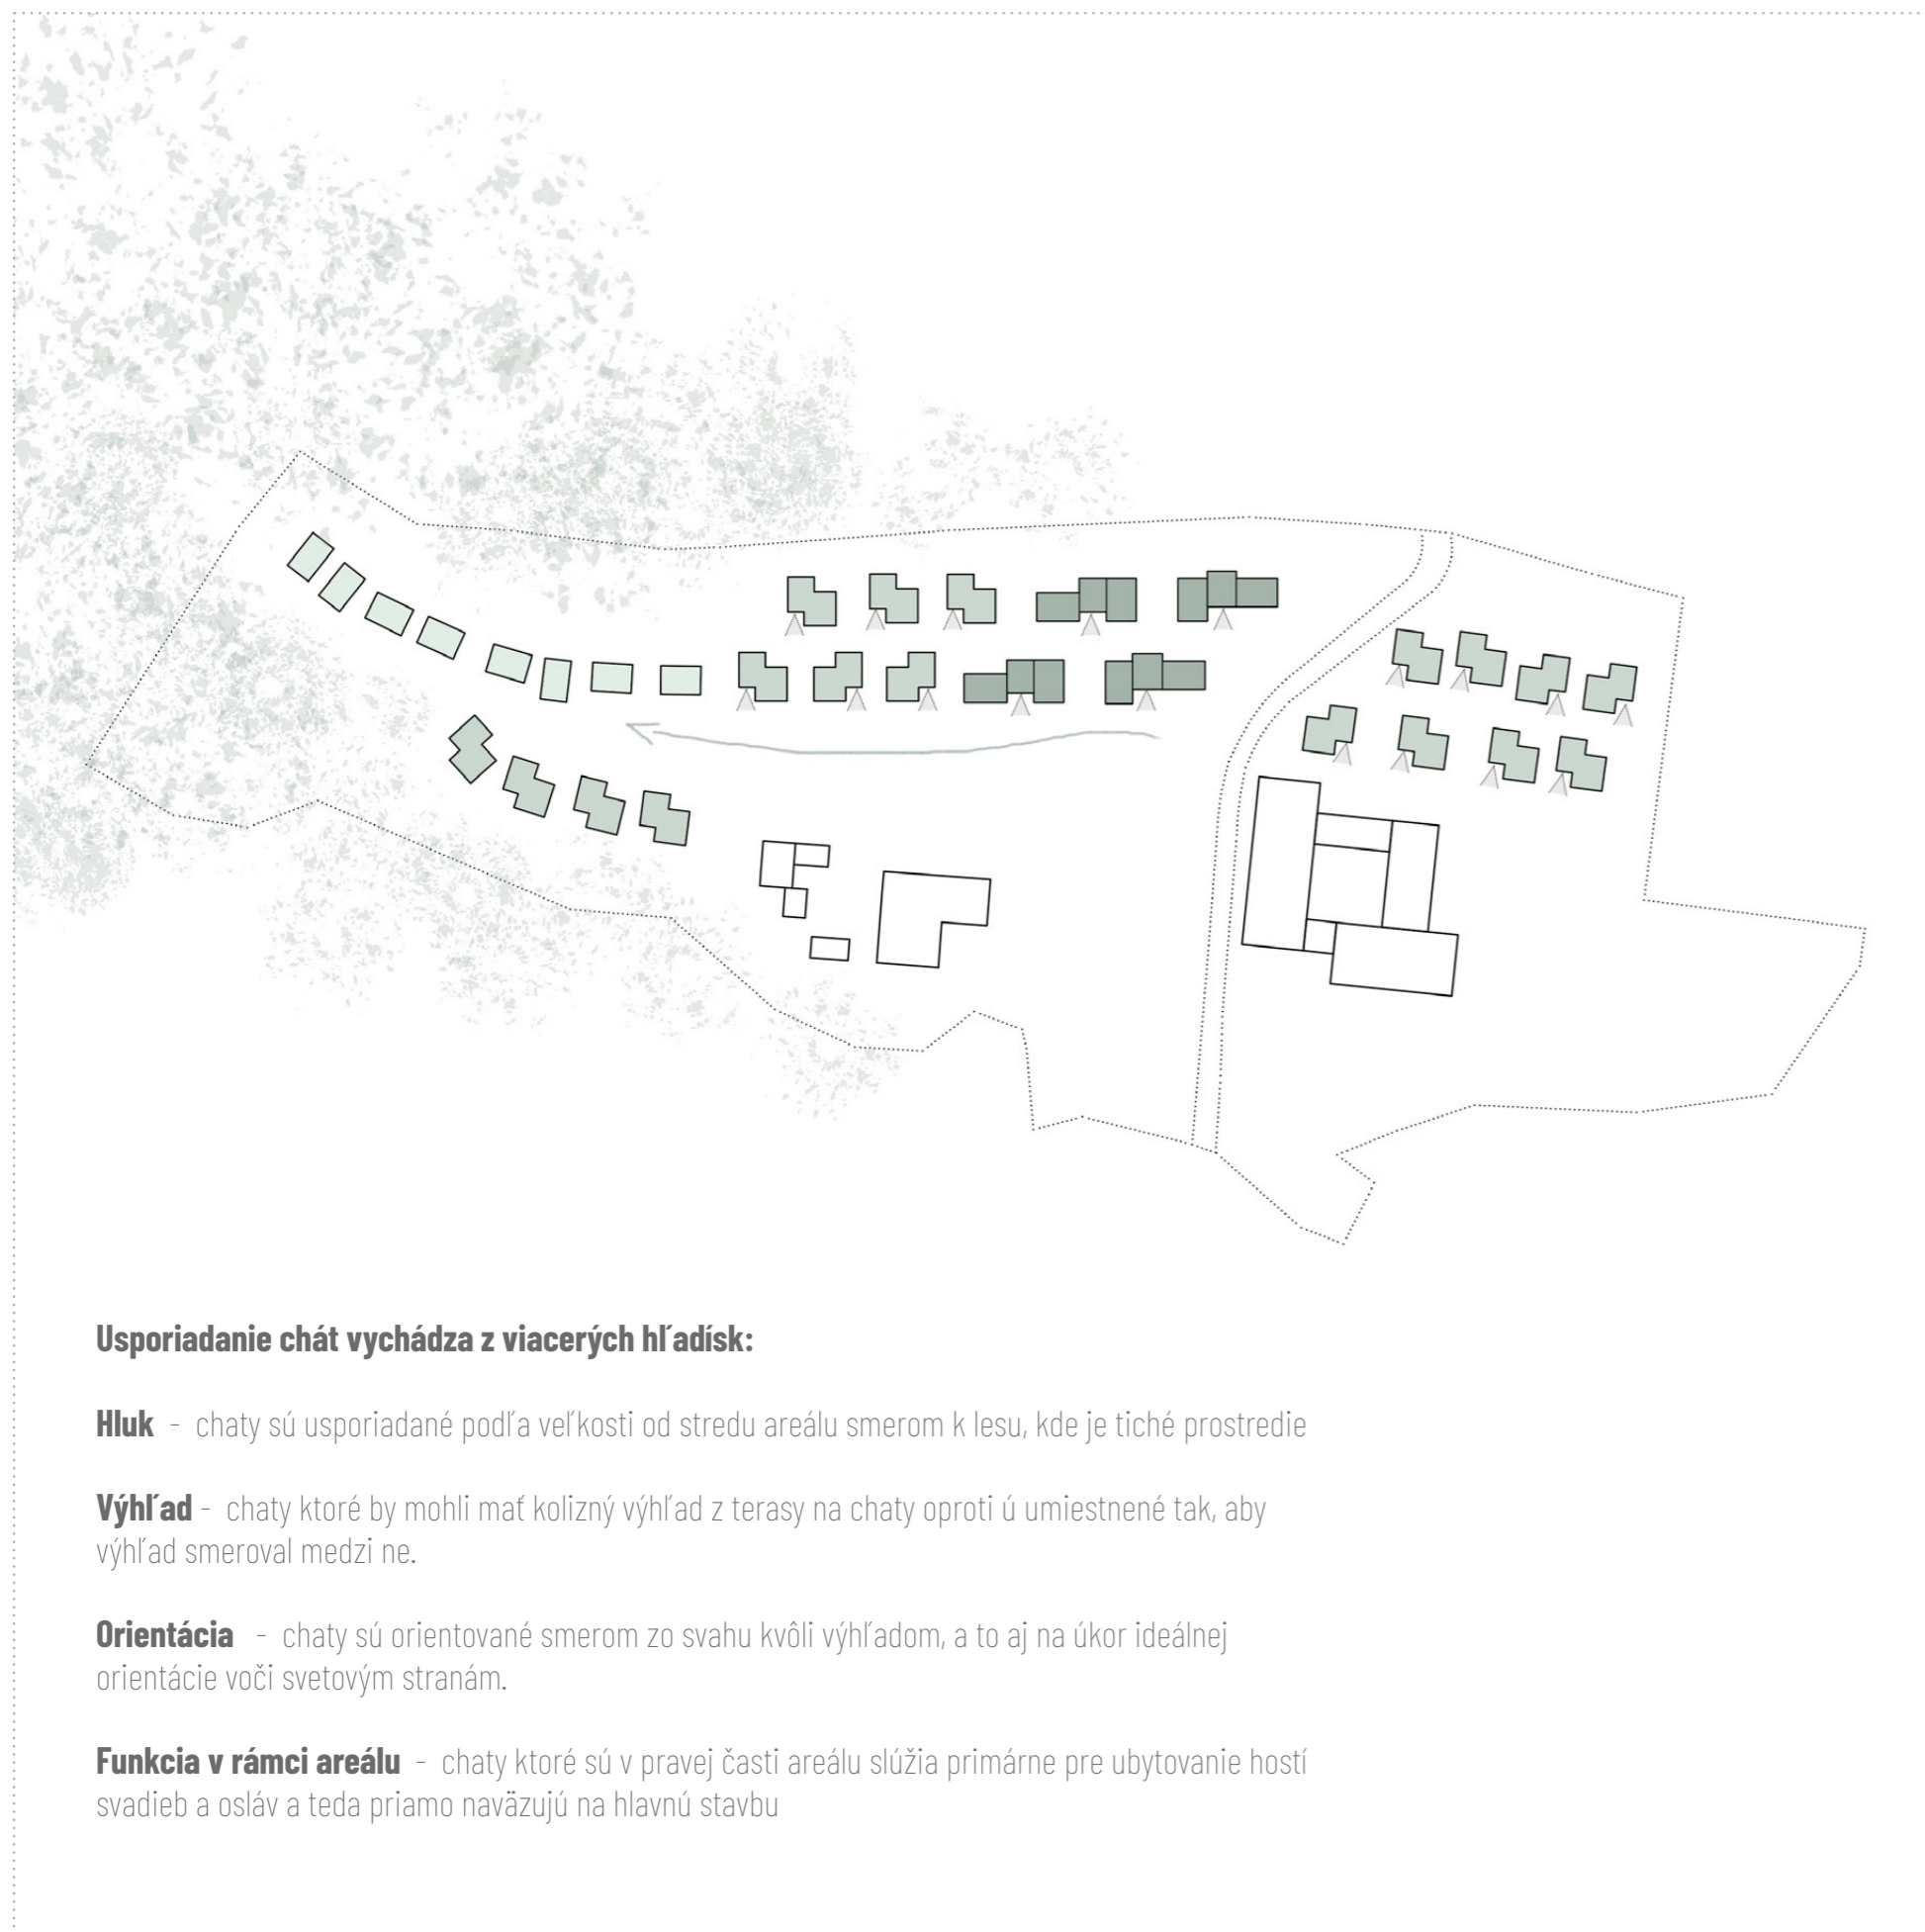 Usporiadanie chát vychádza z viacerých hľadísk:
Hluk - chaty sú usporiadané podľa veľkosti od stredu areálu smerom k lesu, kde je tiché prostredie
Výhľad - chaty ktoré by mohli mať kolizný výhľad z terasy na chaty oproti ú umiestnené tak, aby
výhľad smeroval medzi ne.
Orientácia - chaty sú orientované smerom zo svahu kvôli výhľadom, a to aj na úkor ideálnej
orientácie voči svetovým stranám.
Funkcia v rámci areálu - chaty ktoré sú v pravej časti areálu slúžia primárne pre ubytovanie hostí
svadieb a osláv a teda priamo naväzujú na hlavnú stavbu